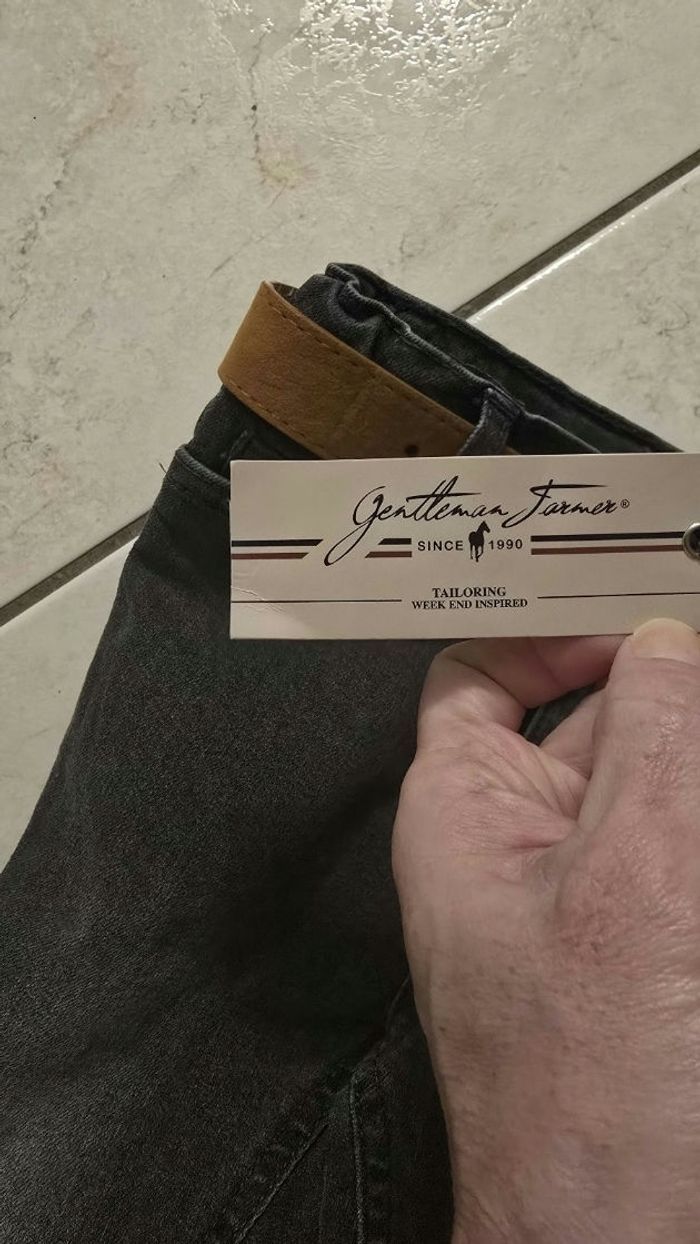 Gentleman Farmer®
SINCE 1990
TAILORING
WEEK END INSPIRED